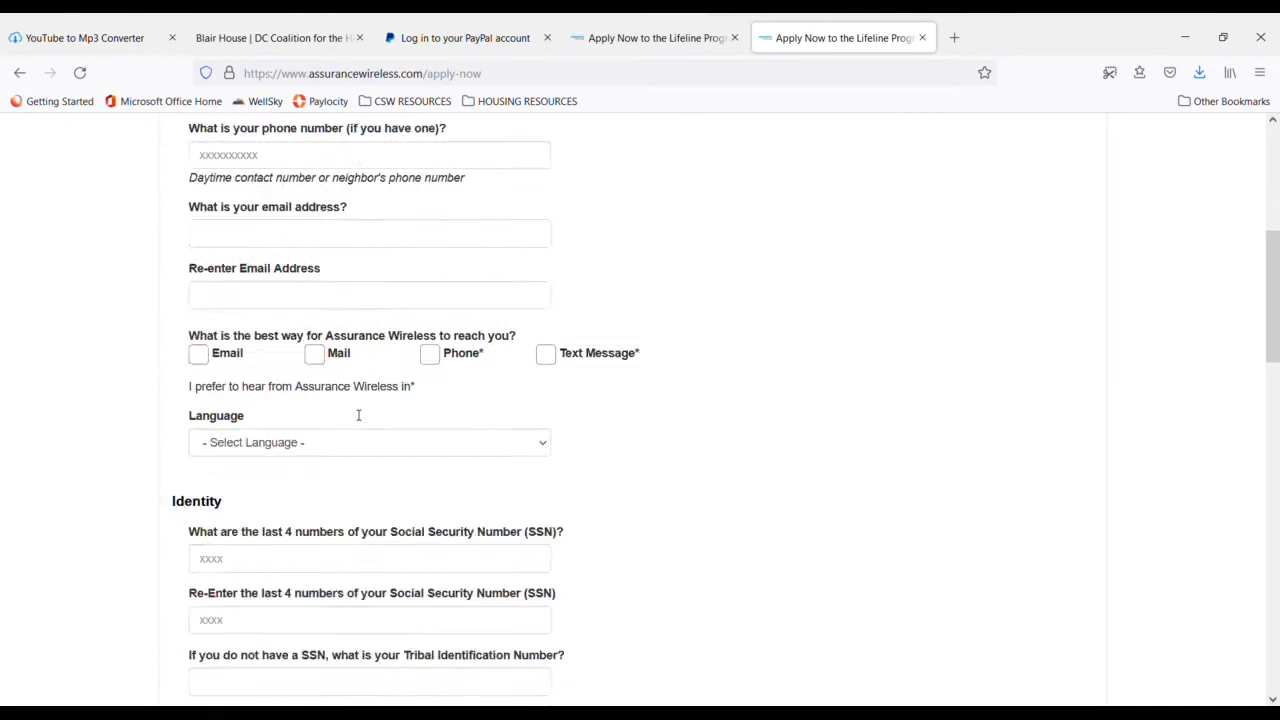 YouTube to Mp3 Converter
Blair House | DC Coalition for the H
Log in to your PayPal account
Apply Now to the Lifeline Progr
Apply Now to the Lifeline Progr
https://www.assurancewireless.com/apply-now
Getting Started
Microsoft Office Home
WellSky
Paylocity
CSW RESOURCES
HOUSING RESOURCES
Other Bookmarks
What is your phone number (if you have one)?
xxxxxxxxxx
Daytime contact number or neighbor's phone number
What is your email address?
Re-enter Email Address
What is the best way for Assurance Wireless to reach you?
Email
Mail
Phone*
Text Message*
I prefer to hear from Assurance Wireless in*
Language
- Select Language -
Identity
What are the last 4 numbers of your Social Security Number (SSN)?
xxxx
Re-Enter the last 4 numbers of your Social Security Number (SSN)
xxxx
If you do not have a SSN, what is your Tribal Identification Number?